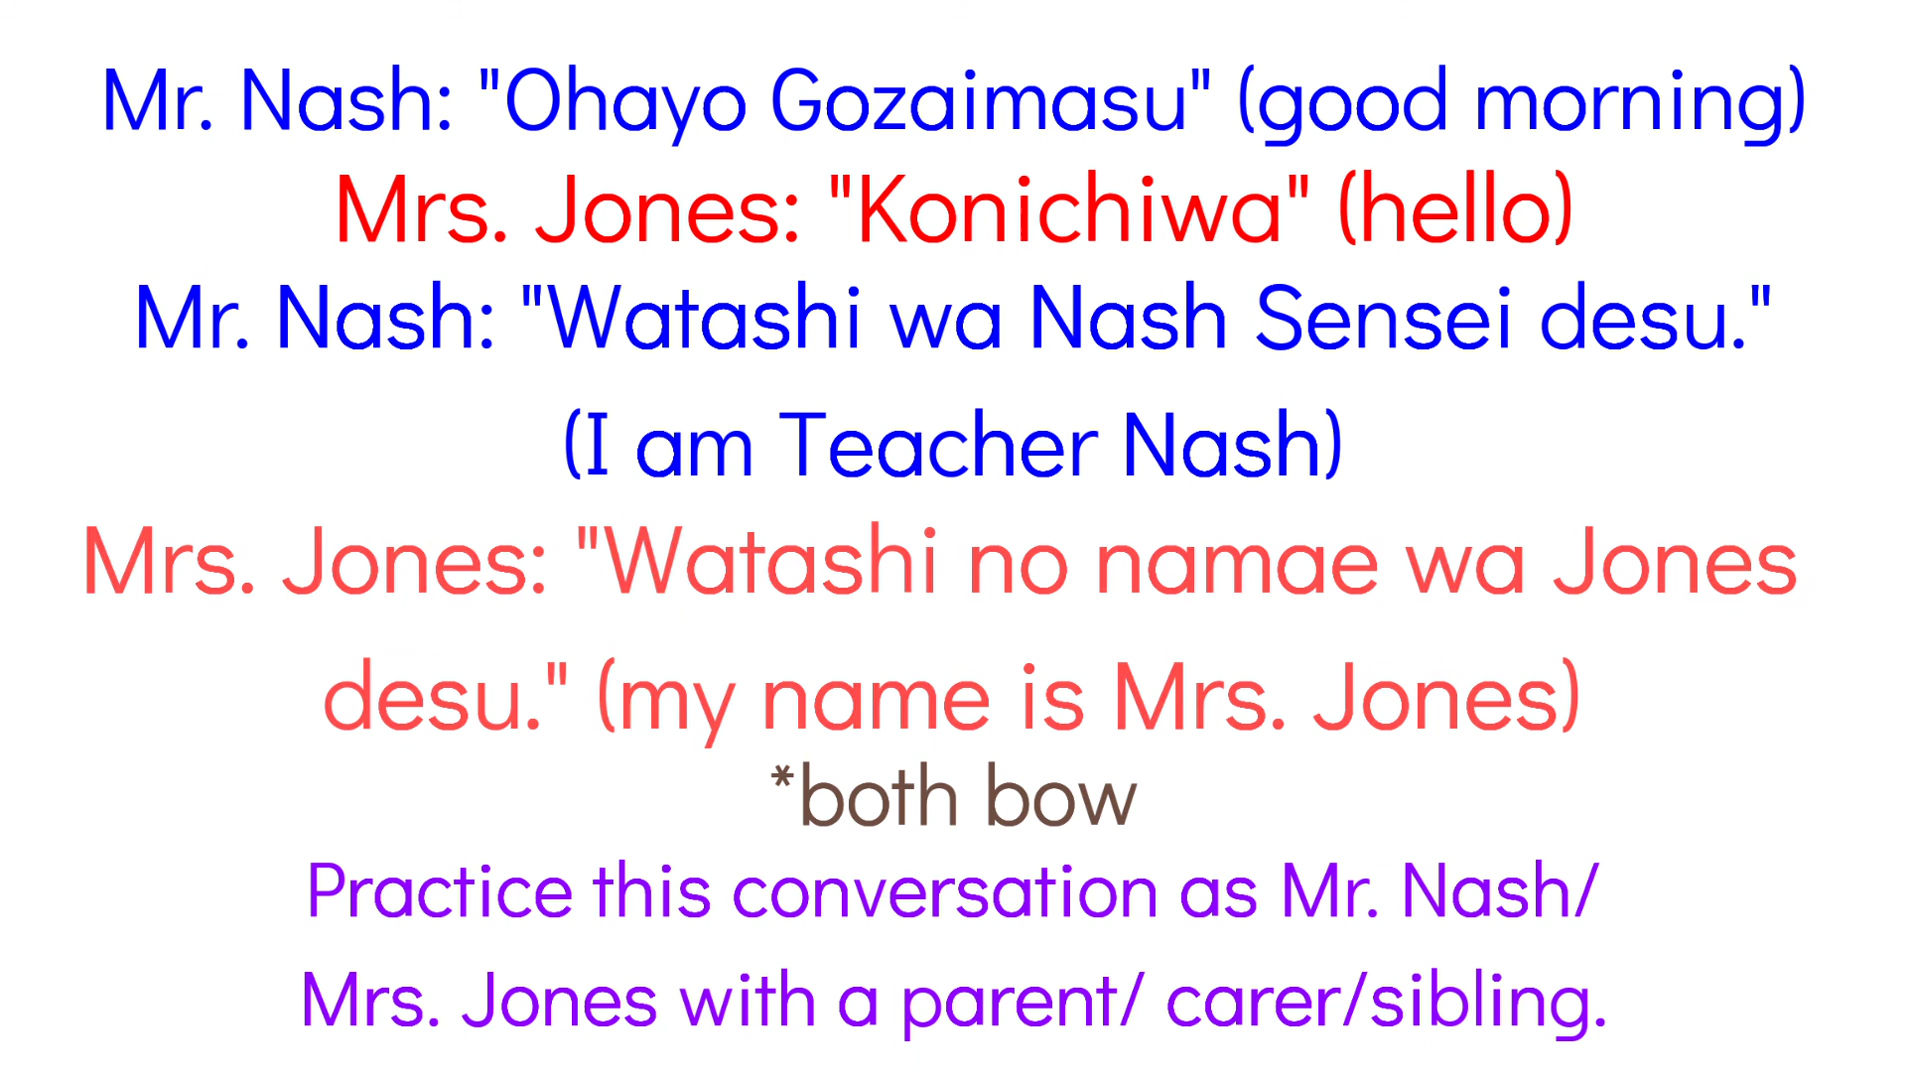 Mr. Nash: "Ohayo Gozaimasu" (good morning)
Mrs. Jones: "Konichiwa" (hello)
Mr. Nash: "Watashi wa Nash Sensei desu."
(I am Teacher Nash)
Mrs. Jones: "Watashi no namae wa Jones
desu." (my name is Mrs. Jones)
*both bow
Practice this conversation as Mr. Nash/
Mrs. Jones with a parent/ carer/sibling.